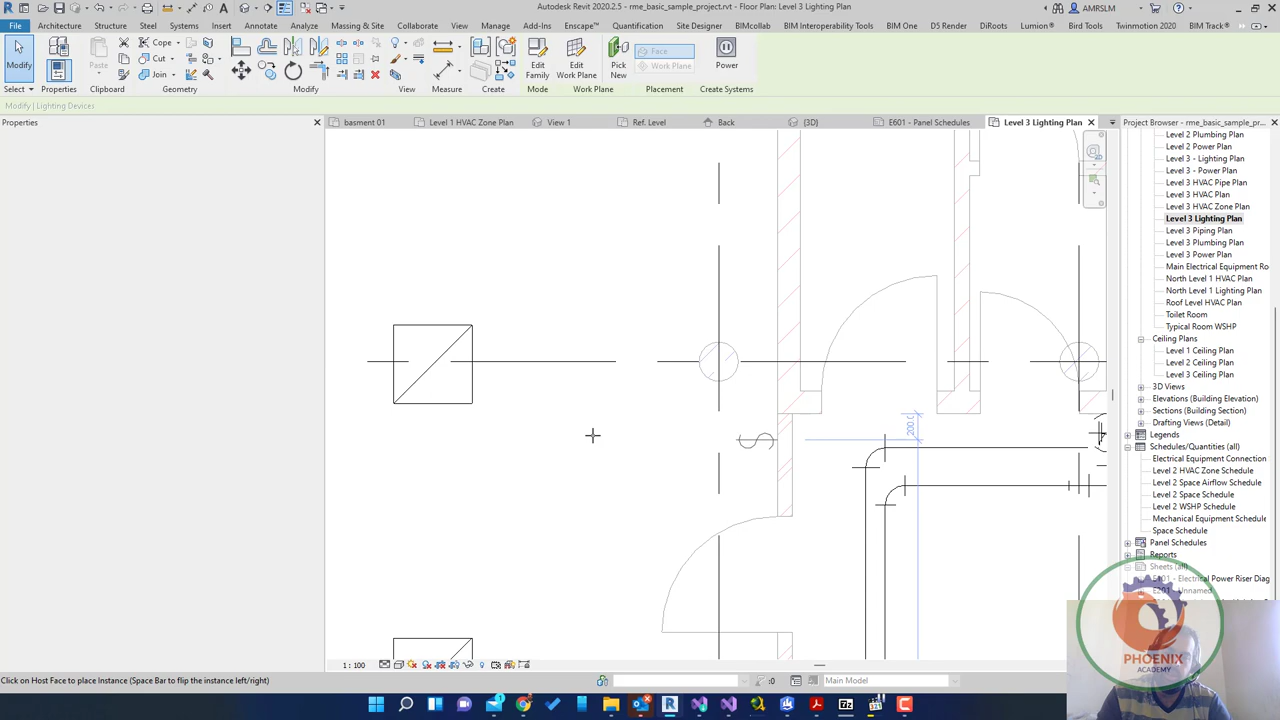 Autodesk Revit 2020.2.5 - rme_basic_sample_project.rvt - Floor Plan: Level 3 Lighting Plan
AMRSLM
File Architecture Structure Steel Systems Insert Annotate Analyze Massing & Site Collaborate View Manage Add-Ins Enscape™ Quantification Site Designer BIMcollab BIM Interoperability Tools BIM One D5 Render DiRoots Lumion® Bird Tools Twinmotion 2020 BIM Track®
Modify
Paste
Cope
Cut
Join
Edit Family
Edit Work Plane
Pick New
Face
Work Plane
Power
Select Properties Clipboard Geometry Modify View Measure Create Mode Work Plane Placement Create Systems
Modify | Lighting Devices
Properties
basment 01
Level 1 HVAC Zone Plan
View 1
Ref. Level
Back
{3D}
E601 - Panel Schedules
Level 3 Lighting Plan
Project Browser - rme_basic_sample_pr...
Level 2 Plumbing Plan
Level 2 Power Plan
Level 3 - Lighting Plan
Level 3 - Power Plan
Level 3 HVAC Pipe Plan
Level 3 HVAC Plan
Level 3 HVAC Zone Plan
Level 3 Lighting Plan
Level 3 Piping Plan
Level 3 Plumbing Plan
Level 3 Power Plan
Main Electrical Equipment Ro
North Level 1 HVAC Plan
North Level 1 Lighting Plan
Roof Level HVAC Plan
Toilet Room
Typical Room WSHP
Ceiling Plans
Level 1 Ceiling Plan
Level 2 Ceiling Plan
Level 3 Ceiling Plan
3D Views
Elevations (Building Elevation)
Sections (Building Section)
Drafting Views (Detail)
Legends
Schedules/Quantities (all)
Electrical Equipment Connection
Level 2 HVAC Zone Schedule
Level 2 Space Airflow Schedule
Level 2 Space Schedule
Level 2 WSHP Schedule
Mechanical Equipment Schedule
Space Schedule
Panel Schedules
Reports
Sheets (all)
E101 - Electrical Power Riser Diag
E201 - Unnamed
PHOENIX
ACADEMY
1 : 100
Click on Host Face to place Instance (Space Bar to flip the instance left/right)
:0
Main Model